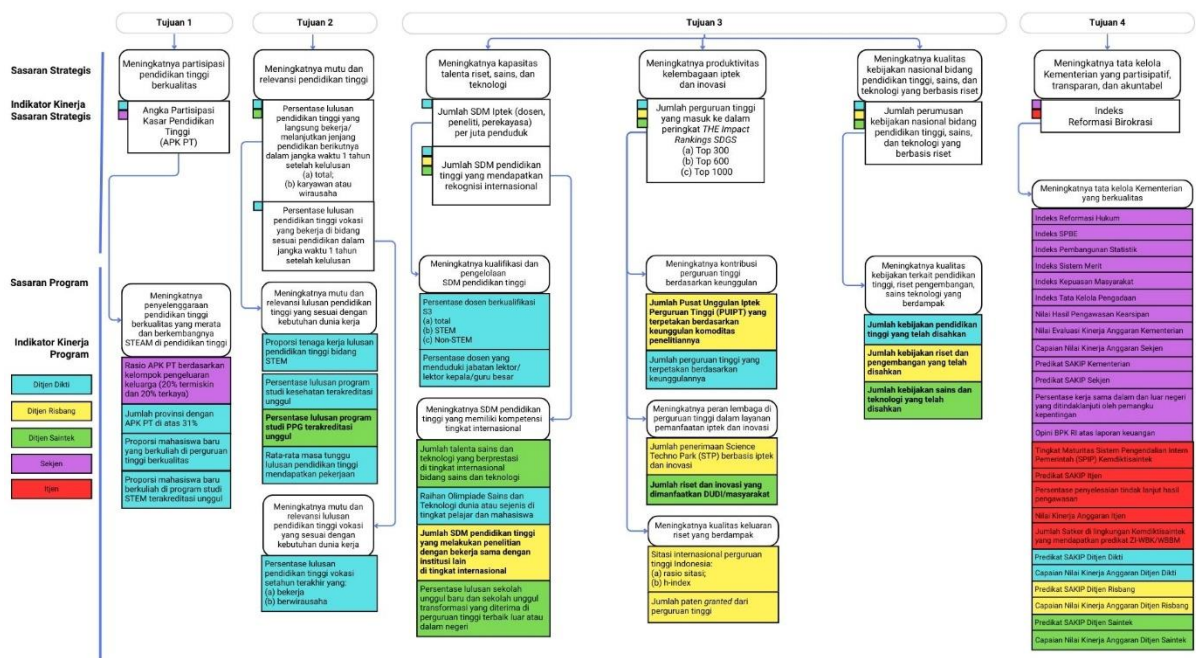 Tujuan 1
Tujuan 2
Tujuan 3
Tujuan 4
Sasaran Strategis
Indikator Kinerja
Sasaran Strategis
Sasaran Program
Indikator Kinerja
Program
Ditjen Dikti
Ditjen Risbang
Ditjen Saintek
Sekjen
Itjen
Meningkatnya partisipasi
pendidikan tinggi
berkualitas
Angka Partisipasi
Kasar Pendidikan
Tinggi
(APK PT)
Meningkatnya
penyelenggaraan
pendidikan tinggi
berkualitas yang merata
dan berkembangnya
STEAM di pendidikan tinggi
Rasio APK PT berdasarkan
kelompok pengeluaran
keluarga (20% termiskin
dan 20% terkaya)
Jumlah provinsi dengan
APK PT di atas 31%
Proporsi mahasiswa baru
yang berkuliah di perguruan
tinggi berkualitas
Proporsi mahasiswa baru
berkuliah di program studi
STEM terakreditasi unggul
Meningkatnya mutu dan
relevansi pendidikan tinggi
Persentase lulusan
pendidikan tinggi yang
langsung bekerja/
melanjutkan jenjang
pendidikan berikutnya
dalam jangka waktu 1 tahun
setelah kelulusan
(a) total;
(b) karyawan atau
wirausaha
Persentase lulusan
pendidikan tinggi vokasi
yang bekerja di bidang
sesuai pendidikan dalam
jangka waktu 1 tahun
setelah kelulusan
Meningkatnya mutu dan
relevansi lulusan pendidikan
tinggi yang sesuai dengan
kebutuhan dunia kerja
Proporsi tenaga kerja lulusan
pendidikan tinggi bidang
STEM
Persentase lulusan program
studi kesehatan terakreditasi
unggul
Persentase lulusan program
studi PPG terakreditasi
unggul
Rata-rata masa tunggu
lulusan pendidikan tinggi
mendapatkan pekerjaan
Meningkatnya mutu dan
relevansi lulusan
pendidikan tinggi vokasi
yang sesuai dengan
kebutuhan dunia kerja
Persentase lulusan
pendidikan tinggi vokasi
setahun terakhir yang:
(a) bekerja
(b) berwirausaha
Meningkatnya kapasitas
talenta riset, sains, dan
teknologi
Jumlah SDM Iptek (dosen,
peneliti, perekayasa)
per juta penduduk
Jumlah SDM pendidikan
tinggi yang mendapatkan
rekognisi internasional
Meningkatnya kualifikasi dan
pengelolaan
SDM pendidikan tinggi
Persentase dosen berkualifikasi
S3
(a) total
(b) STEM
(c) Non-STEM
Persentase dosen yang
menduduki jabatan lektor/
lektor kepala/guru besar
Meningkatnya SDM pendidikan
tinggi yang memiliki kompetensi
tingkat internasional
Jumlah talenta sains dan
teknologi yang berprestasi
di tingkat internasional
bidang sains dan teknologi
Raihan Olimpiade Sains dan
Teknologi dunia atau sejenis di
tingkat pelajar dan mahasiswa
Jumlah SDM pendidikan tinggi
yang melakukan penelitian
dengan bekerja sama dengan
institusi lain
di tingkat internasional
Persentase lulusan sekolah
unggul baru dan sekolah unggul
transformasi yang diterima di
perguruan tinggi terbaik luar atau
dalam negeri
Meningkatnya produktivitas
kelembagaan iptek
dan inovasi
Jumlah perguruan tinggi
yang masuk ke dalam
peringkat THE Impact
Rankings SDGS
(a) Top 300
(b) Top 600
(c) Top 1000
Meningkatnya kontribusi
perguruan tinggi
berdasarkan keunggulan
Jumlah Pusat Unggulan Iptek
Perguruan Tinggi (PUIPT) yang
terpetakan berdasarkan
keunggulan komoditas
penelitiannya
Jumlah perguruan tinggi yang
terpetakan berdasarkan
keunggulannya
Meningkatnya peran lembaga di
perguruan tinggi dalam layanan
pemanfaatan iptek dan inovasi
Jumlah penerimaan Science
Techno Park (STP) berbasis iptek
dan inovasi
Jumlah riset dan inovasi yang
dimanfaatkan DUDI/masyarakat
Meningkatnya kualitas keluaran
riset yang berdampak
Sitasi internasional perguruan
tinggi Indonesia:
(a) rasio sitasi;
(b) h-index
Jumlah paten granted dari
perguruan tinggi
Meningkatnya kualitas
kebijakan nasional bidang
pendidikan tinggi, sains, dan
teknologi yang berbasis riset
Jumlah perumusan
kebijakan nasional bidang
pendidikan tinggi, sains,
dan teknologi yang berbasis
riset
Meningkatnya kualitas
kebijakan terkait pendidikan
tinggi, riset pengembangan,
sains teknologi yang
berdampak.
Jumlah kebijakan pendidikan
tinggi yang telah disahkan
Jumlah kebijakan riset dan
pengembangan yang telah
disahkan
Jumlah kebijakan sains dan
teknologi yang telah
disahkan
Meningkatnya tata kelola
Kementerian yang partisipatif,
transparan, dan akuntabel
Indeks
Reformasi Birokrasi
Meningkatnya tata kelola Kementerian
yang berkualitas
Indeks Reformasi Hukum
Indeks SPBE
Indeks Pembangunan Statistik
Indeks Sistem Merit
Indeks Kepuasan Masyarakat
Indeks Tata Kelola Pengadaan
Nilai Hasil Pengawasan Kearsipan
Nilai Evaluasi Kinerja Anggaran Kementerian
Capaian Nilai Kinerja Anggaran Sekjen
Predikat SAKIP Kementerian
Predikat SAKIP Sekjen
Persentase kerja sama dalam dan luar negeri
yang ditindaklanjuti oleh pemangku
kepentingan
Opini BPK RI atas laporan keuangan
Tingkat Maturitas Sistem Pengendalian Intern
Pemerintah (SPIP) Kemdiktisaintek
Predikat SAKIP Itjen
Persentase penyelesaian tindak lanjut hasil
pengawasan
Nilai Kinerja Anggaran Itjen
Jumlah Satker di lingkungan Kemdiktisaintek
yang mendapatkan predikat ZI-WBK/WBBM
Predikat SAKIP Ditjen Dikti
Capaian Nilai Kinerja Anggaran Ditjen Dikti
Predikat SAKIP Ditjen Risbang
Capaian Nilai Kinerja Anggaran Ditjen Risbang
Predikat SAKIP Ditjen Saintek
Capaian Nilai Kinerja Anggaran Ditjen Saintek